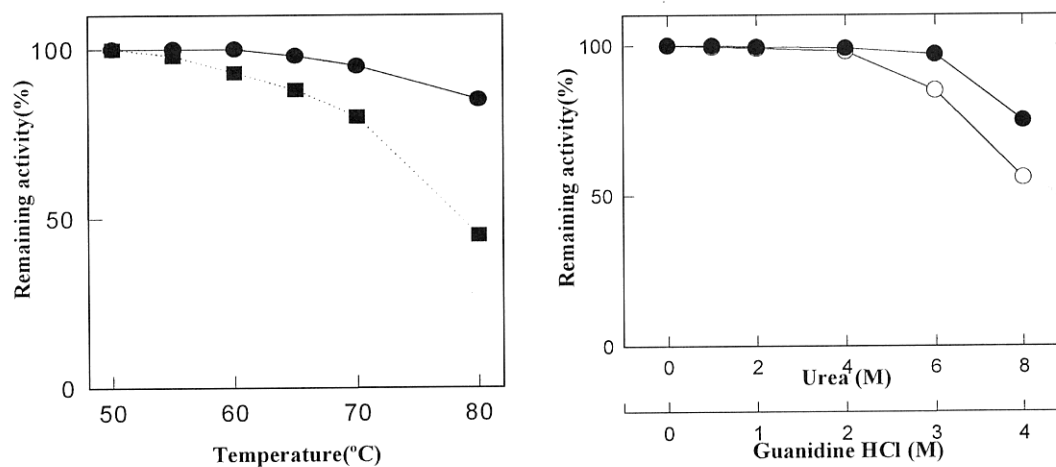 Remaining activity(%)
100
50
0
50 60 70 80
Temperature(ºC)
Remaining activity(%)
100
50
0
0 2 4 6 8
Urea (M)
0 1 2 3 4
Guanidine HCl (M)